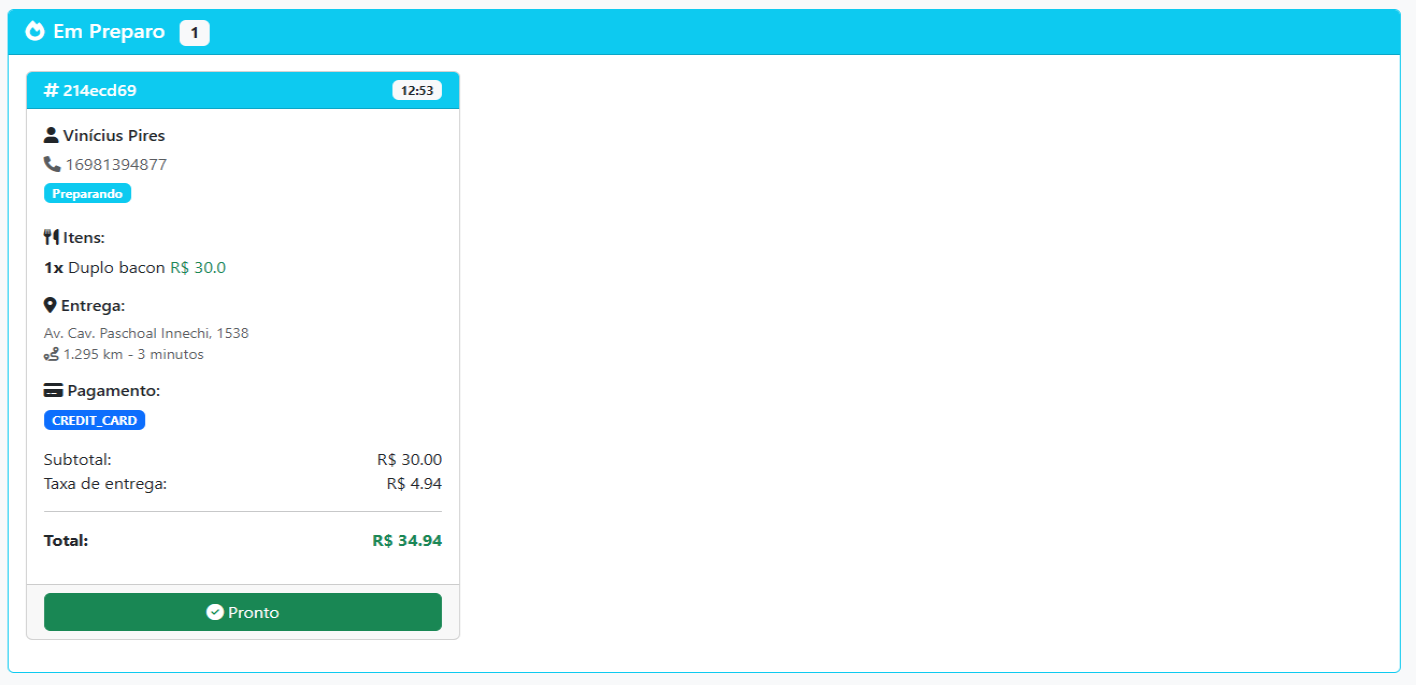 Em Preparo 1
# 214ecd69 12:53
Vinícius Pires
16981394877
Preparando
Itens:
1x Duplo bacon R$ 30.0
Entrega:
Av. Cav. Paschoal Innechi, 1538
1.295 km - 3 minutos
Pagamento:
CREDIT_CARD
Subtotal: R$ 30.00
Taxa de entrega: R$ 4.94
Total: R$ 34.94
Pronto